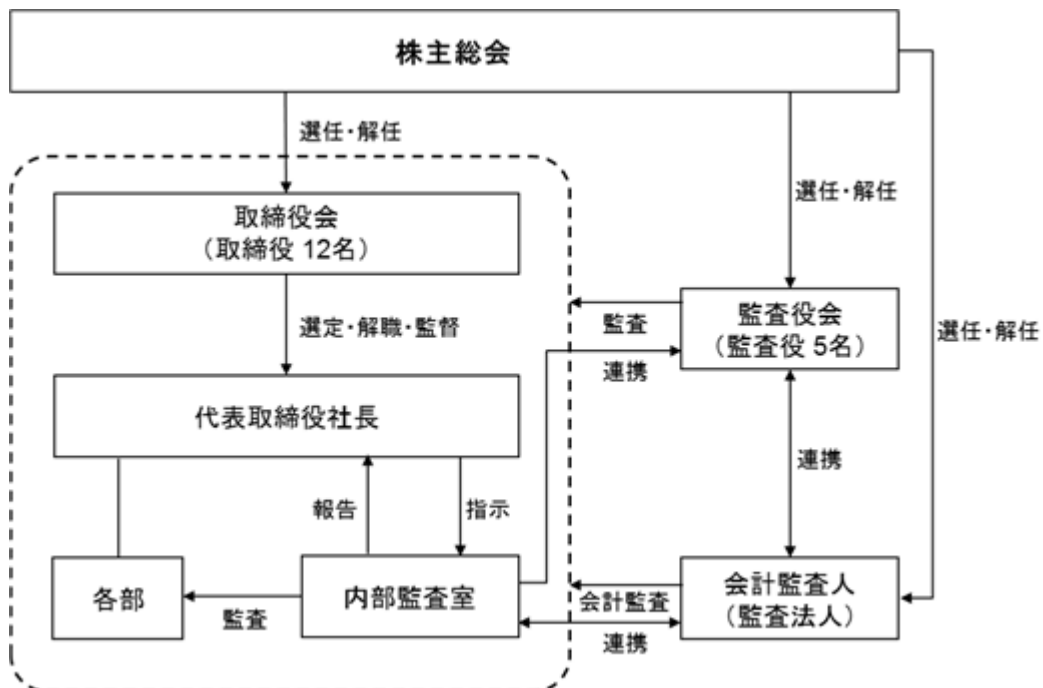 株主総会
選任・解任
選任・解任
選任・解任
取締役会
（取締役 12名）
選定・解職・監督
監査役会
（監査役 5名）
監査
連携
代表取締役社長
連携
報告
指示
各部
監査
内部監査室
会計監査
連携
会計監査人
（監査法人）